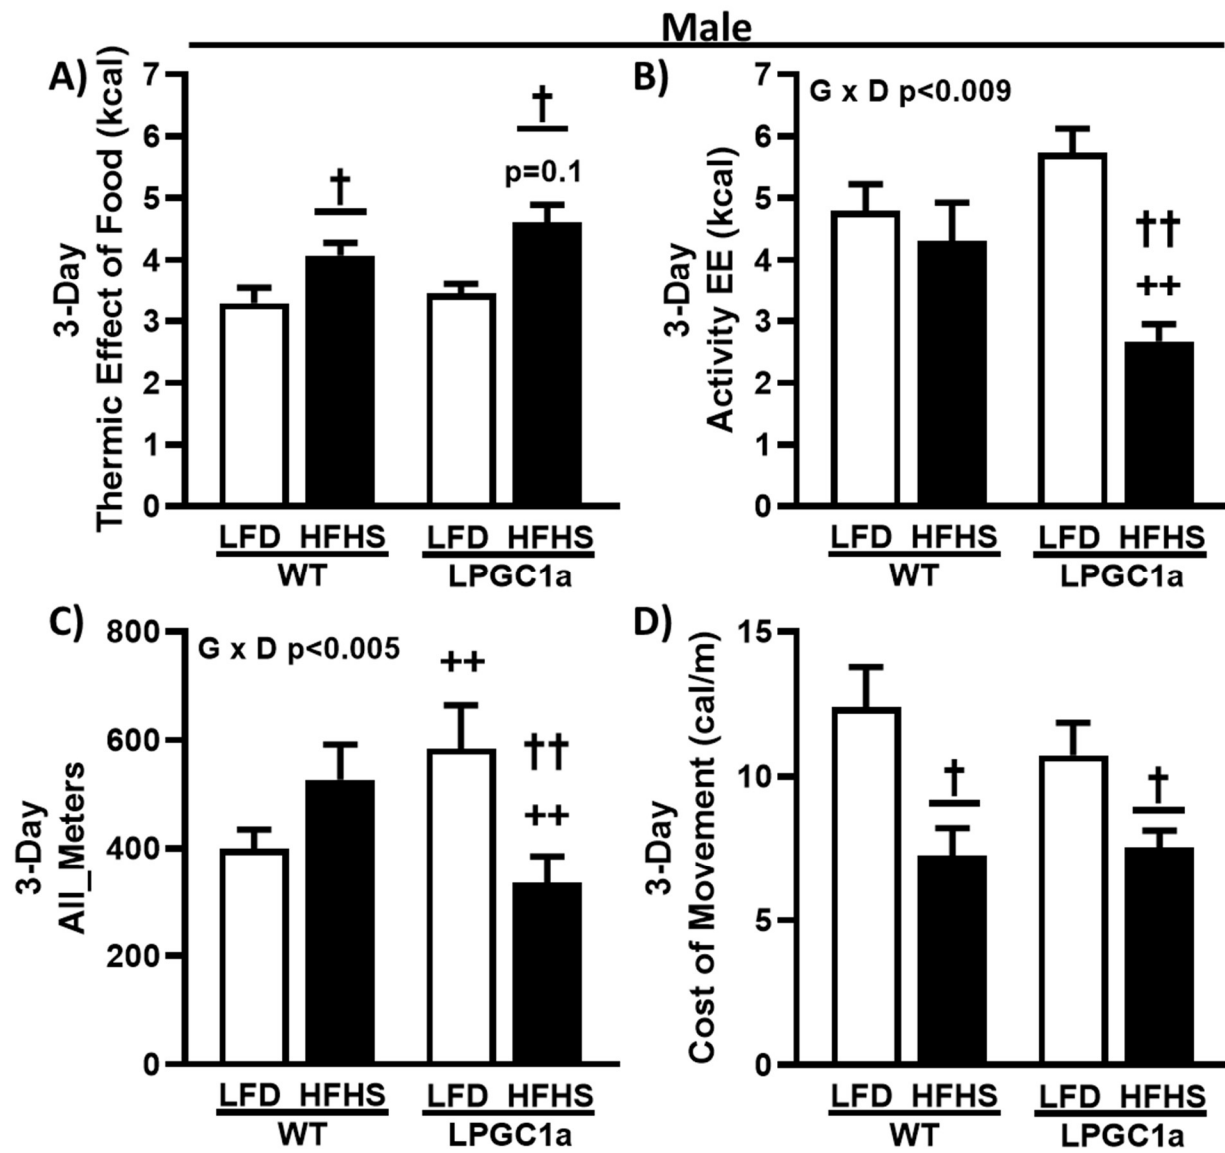 Male
A)
3-Day
Thermic Effect of Food (kcal)
7
6
5
4
3
2
1
0
†
†
p=0.1
LFD HFHS LFD HFHS
WT LPGC1a
B)
3-Day
Activity EE (kcal)
7
6
5
4
3
2
1
0
G x D p<0.009
††
++
LFD HFHS LFD HFHS
WT LPGC1a
C)
3-Day
All_Meters
800
600
400
200
0
G x D p<0.005
++
††
++
LFD HFHS LFD HFHS
WT LPGC1a
D)
3-Day
Cost of Movement (cal/m)
15
10
5
0
†
†
LFD HFHS LFD HFHS
WT LPGC1a